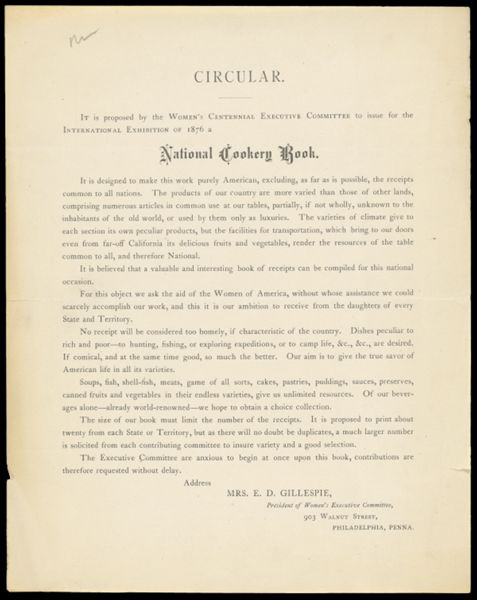 CIRCULAR.
It is proposed by the Women's Centennial Executive Committee to issue for the
International Exhibition of 1876 a
National Cookery Book.
It is designed to make this work purely American, excluding, as far as is possible, the receipts
common to all nations. The products of our country are more varied than those of other lands,
comprising numerous articles in common use at our tables, partially, if not wholly, unknown to the
inhabitants of the old world, or used by them only as luxuries. The varieties of climate give to
each section its own peculiar products, but the facilities for transportation, which bring to our doors
even from far-off California its delicious fruits and vegetables, render the resources of the table
common to all, and therefore National.
It is believed that a valuable and interesting book of receipts can be compiled for this national
occasion.
For this object we ask the aid of the Women of America, without whose assistance we could
scarcely accomplish our work, and this it is our ambition to receive from the daughters of every
State and Territory.
No receipt will be considered too homely, if characteristic of the country. Dishes peculiar to
rich and poor—to hunting, fishing, or exploring expeditions, or to camp life, &c., &c., are desired.
If comical, and at the same time good, so much the better. Our aim is to give the true savor of
American life in all its varieties.
Soups, fish, shell-fish, meats, game of all sorts, cakes, pastries, puddings, sauces, preserves,
canned fruits and vegetables in their endless varieties, give us unlimited resources. Of our bever-
ages alone—already world-renowned—we hope to obtain a choice collection.
The size of our book must limit the number of the receipts. It is proposed to print about
twenty from each State or Territory, but as there will no doubt be duplicates, a much larger number
is solicited from each contributing committee to insure variety and a good selection.
The Executive Committee are anxious to begin at once upon this book, contributions are
therefore requested without delay.
Address
MRS. E. D. GILLESPIE,
President of Women's Executive Committee,
903 Walnut Street,
PHILADELPHIA, PENNA.